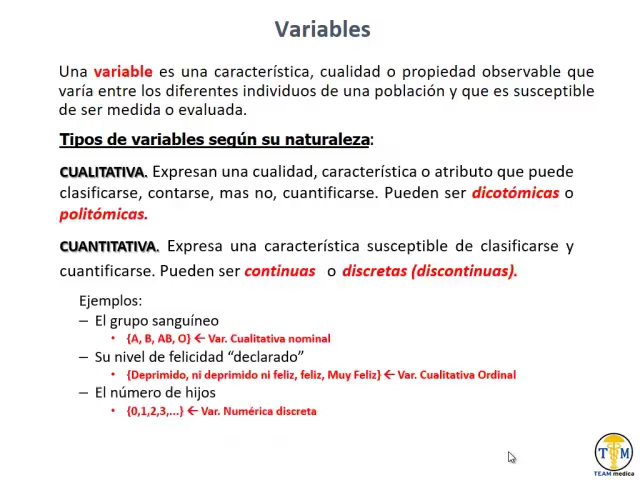 Variables
Una variable es una característica, cualidad o propiedad observable que
varía entre los diferentes individuos de una población y que es susceptible
de ser medida o evaluada.
Tipos de variables según su naturaleza:
CUALITATIVA. Expresan una cualidad, característica o atributo que puede
clasificarse, contarse, mas no, cuantificarse. Pueden ser dicotómicas o
politómicas.
CUANTITATIVA. Expresa una característica susceptible de clasificarse y
cuantificarse. Pueden ser continuas o discretas (discontinuas).
Ejemplos:
– El grupo sanguíneo
• {A, B, AB, O} ← Var. Cualitativa nominal
– Su nivel de felicidad “declarado”
• {Deprimido, ni deprimido ni feliz, feliz, Muy Feliz} ← Var. Cualitativa Ordinal
– El número de hijos
• {0,1,2,3,...} ← Var. Numérica discreta
T M
TEAM medica